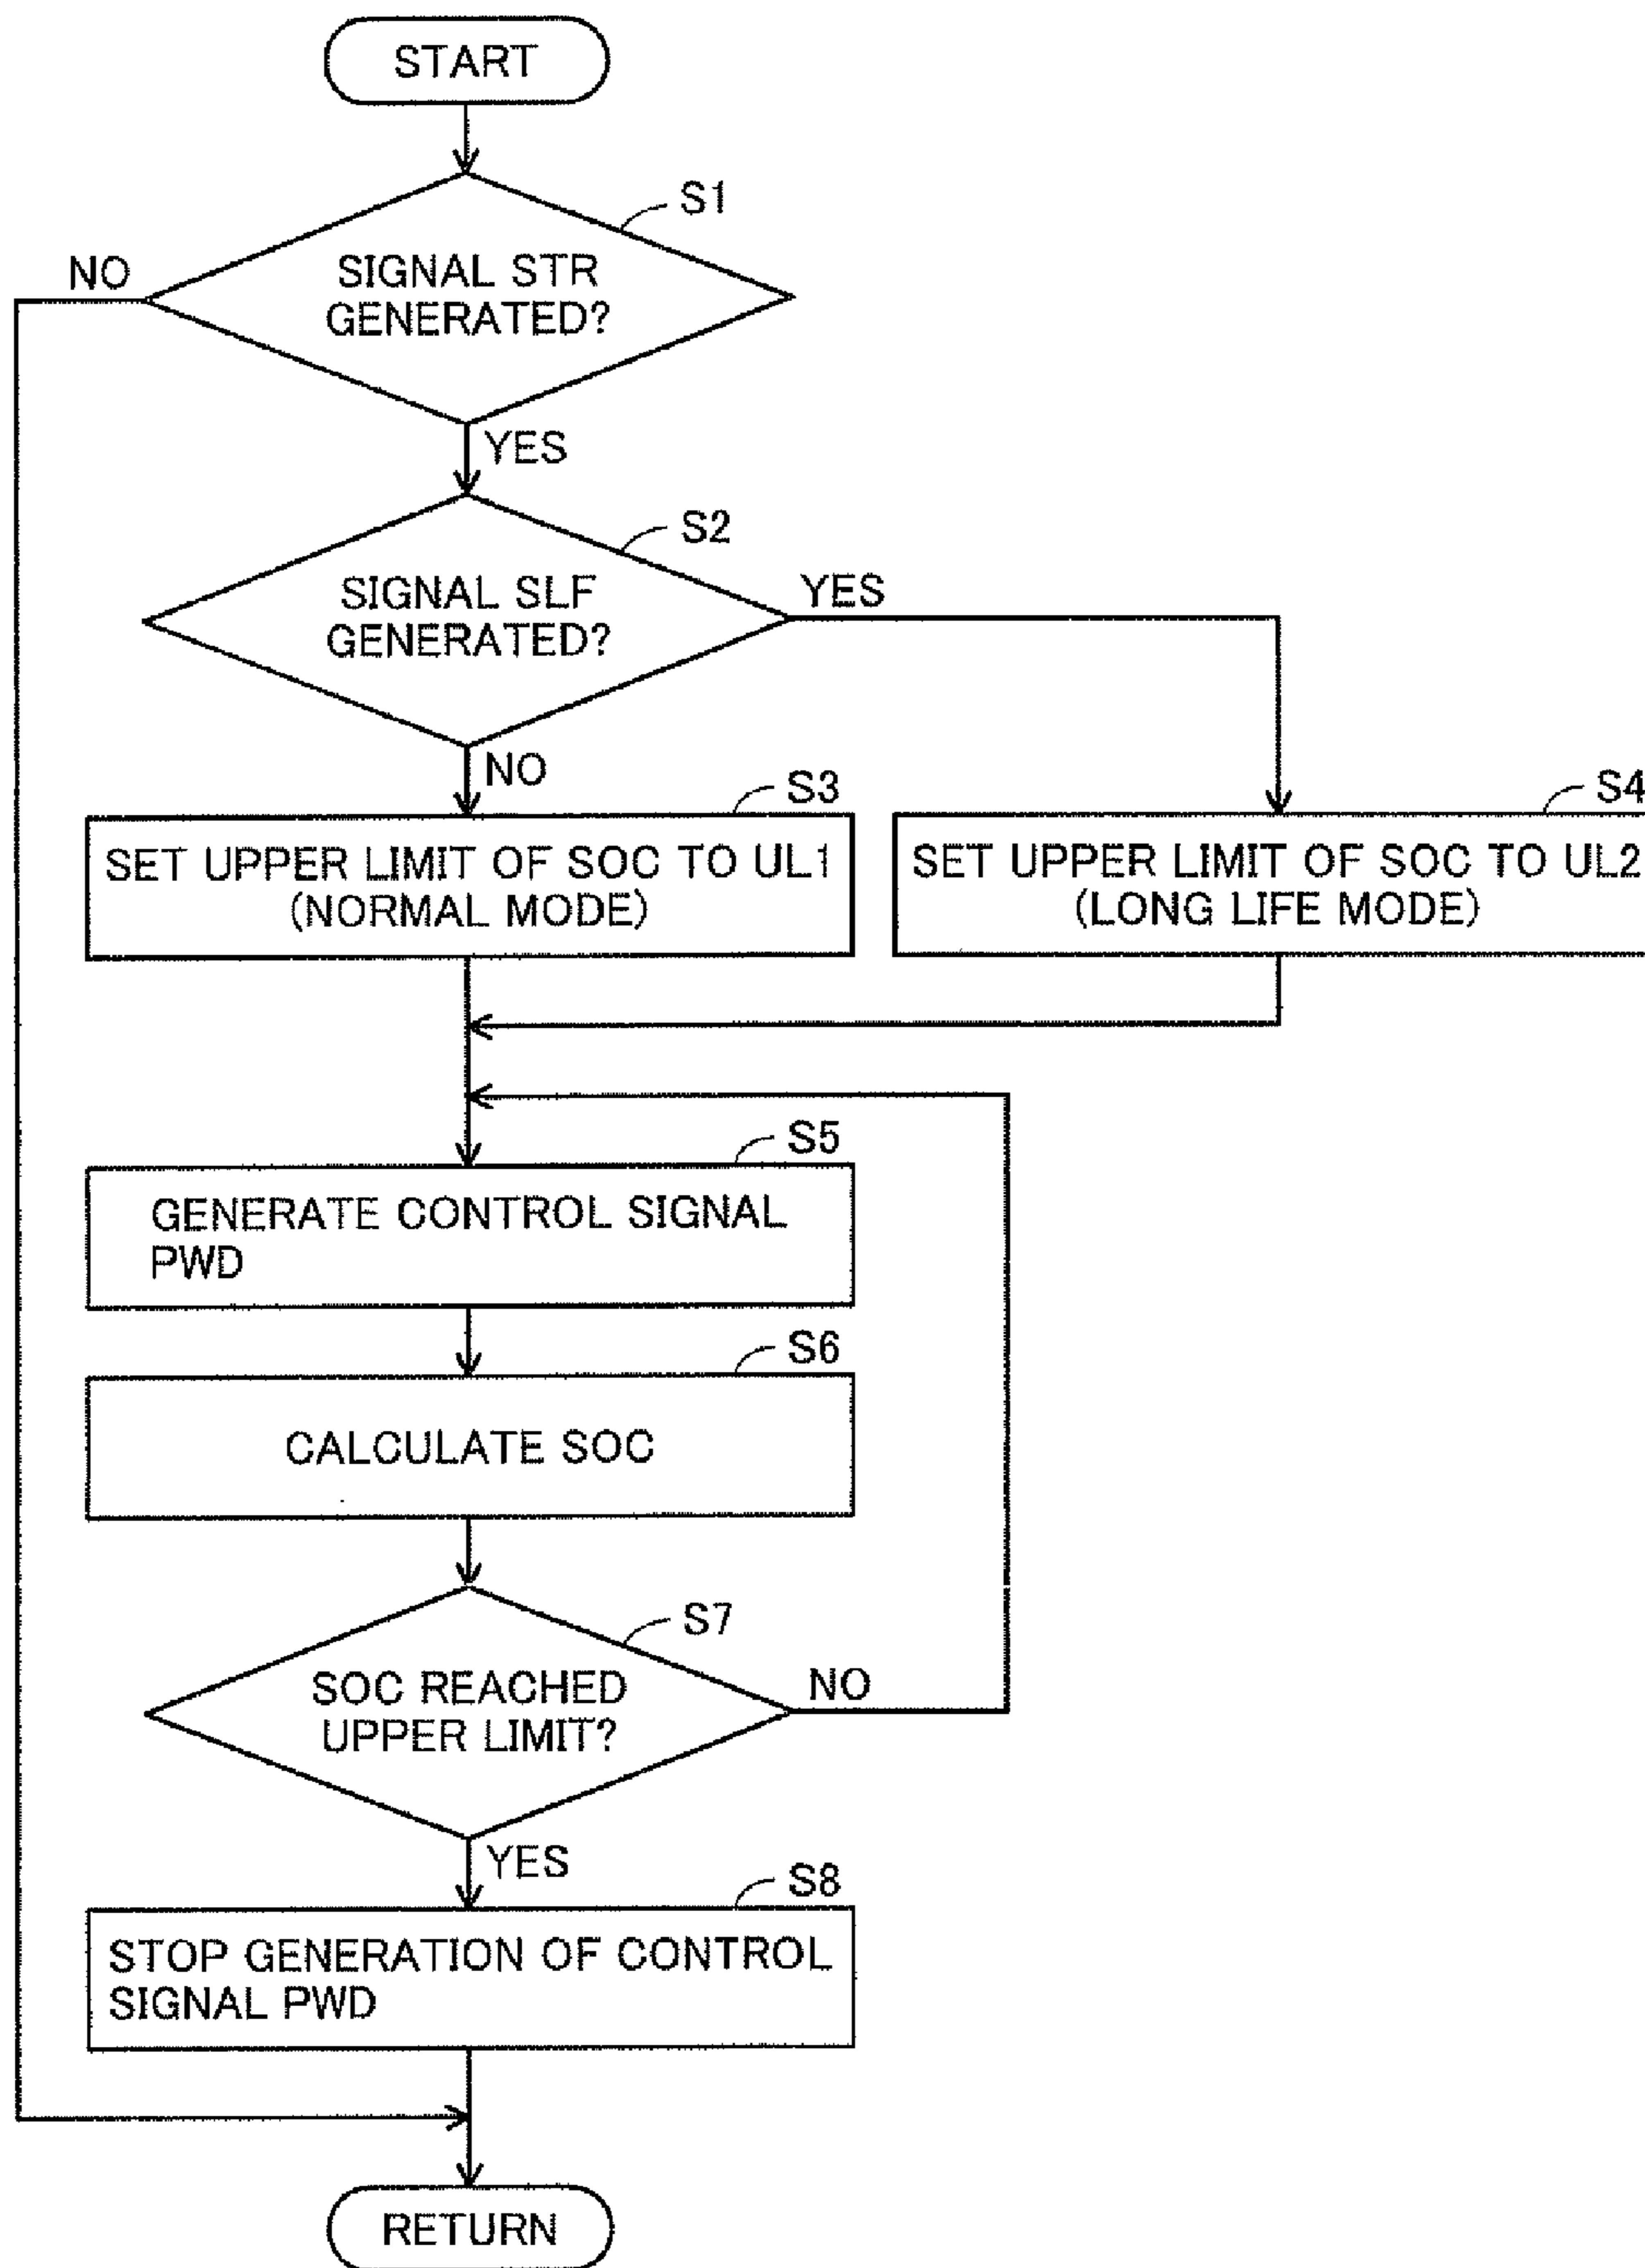 START
S1
NO
SIGNAL STR
GENERATED?
YES
S2
SIGNAL SLF
GENERATED?
YES
NO
S3
SET UPPER LIMIT OF SOC TO UL1
(NORMAL MODE)
S4
SET UPPER LIMIT OF SOC TO UL2
(LONG LIFE MODE)
S5
GENERATE CONTROL SIGNAL
PWD
S6
CALCULATE SOC
S7
SOC REACHED
UPPER LIMIT?
NO
YES
S8
STOP GENERATION OF CONTROL
SIGNAL PWD
RETURN